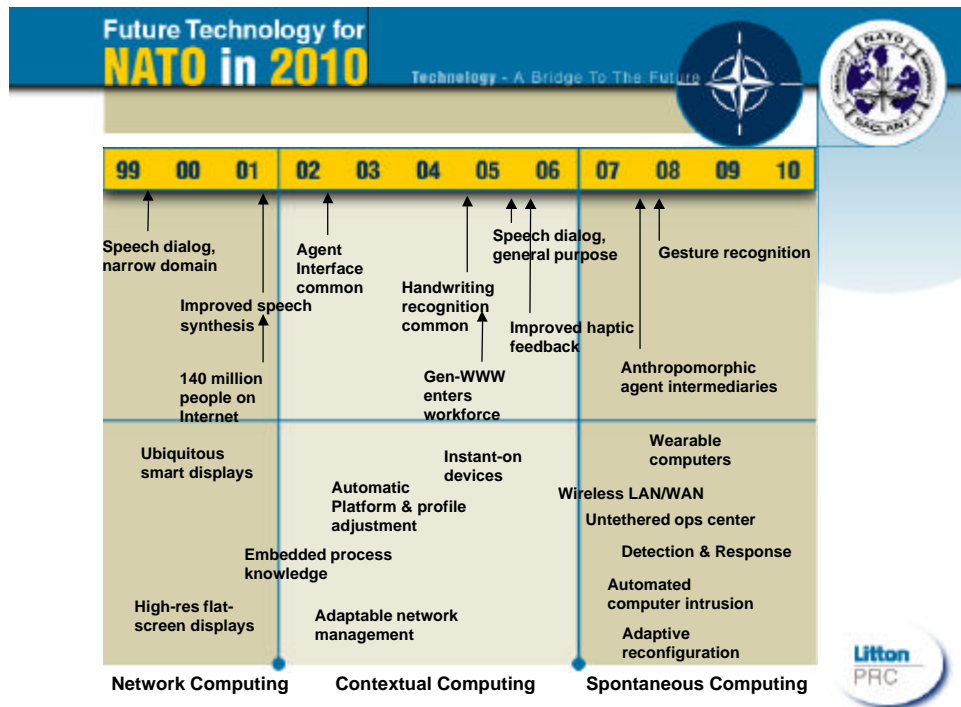 Future Technology for
NATO in 2010
Technology - A Bridge To The Future
NATO
SACLANT
99 00 01 02 03 04 05 06 07 08 09 10
Speech dialog,
narrow domain
Agent
Interface
common
Speech dialog,
general purpose
Gesture recognition
Improved speech
synthesis
Handwriting
recognition
common
Improved haptic
feedback
140 million
people on
Internet
Gen-WWW
enters
workforce
Anthropomorphic
agent intermediaries
Ubiquitous
smart displays
Instant-on
devices
Wearable
computers
Automatic
Platform & profile
adjustment
Wireless LAN/WAN
Untethered ops center
Embedded process
knowledge
Detection & Response
High-res flat-
screen displays
Adaptable network
management
Automated
computer intrusion
Adaptive
reconfiguration
Network Computing
Contextual Computing
Spontaneous Computing
Litton
PRC